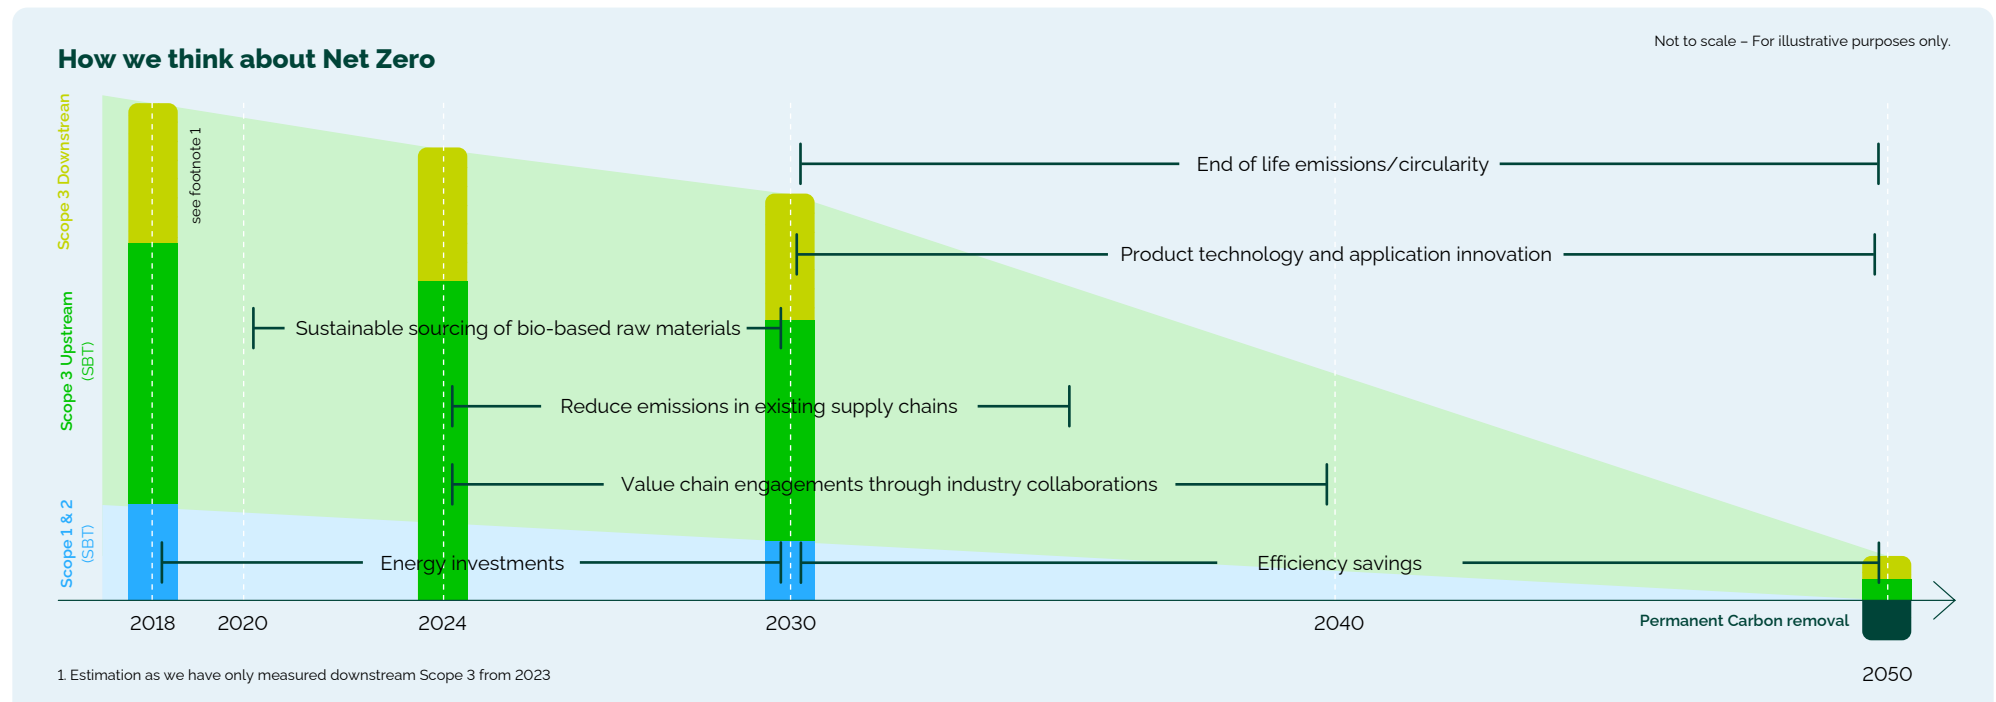 How we think about Net Zero
Not to scale – For illustrative purposes only.
Scope 3 Downstrean
see footnote 1
End of life emissions/circularity
Product technology and application innovation
Scope 3 Upstream
(SBT)
Sustainable sourcing of bio-based raw materials
Reduce emissions in existing supply chains
Value chain engagements through industry collaborations
Scope 1 & 2
(SBT)
Energy investments
Efficiency savings
2018
2020
2024
2030
2040
Permanent Carbon removal
2050
1. Estimation as we have only measured downstream Scope 3 from 2023